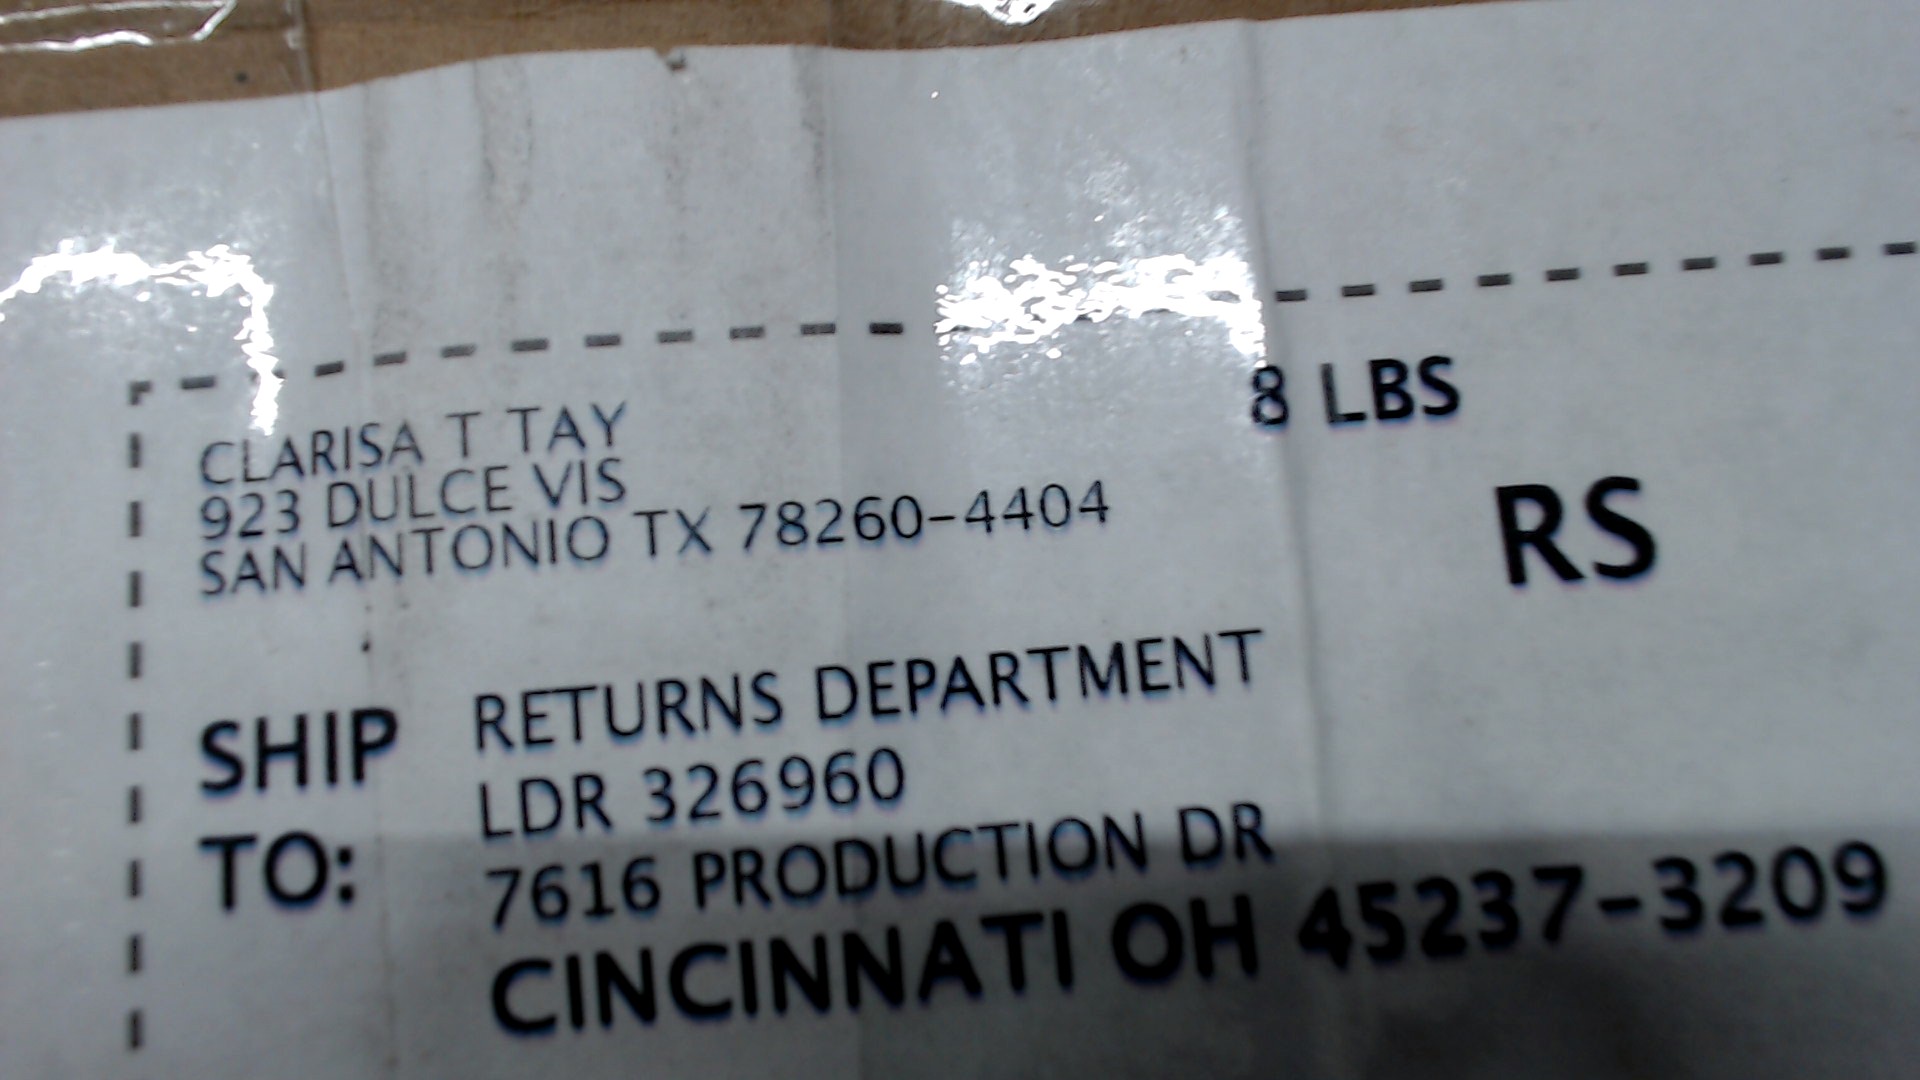 CLARISA T TAY
923 DULCE VIS
SAN ANTONIO TX 78260-4404
8 LBS
RS
SHIP TO:
RETURNS DEPARTMENT
LDR 326960
7616 PRODUCTION DR
CINCINNATI OH 45237-3209